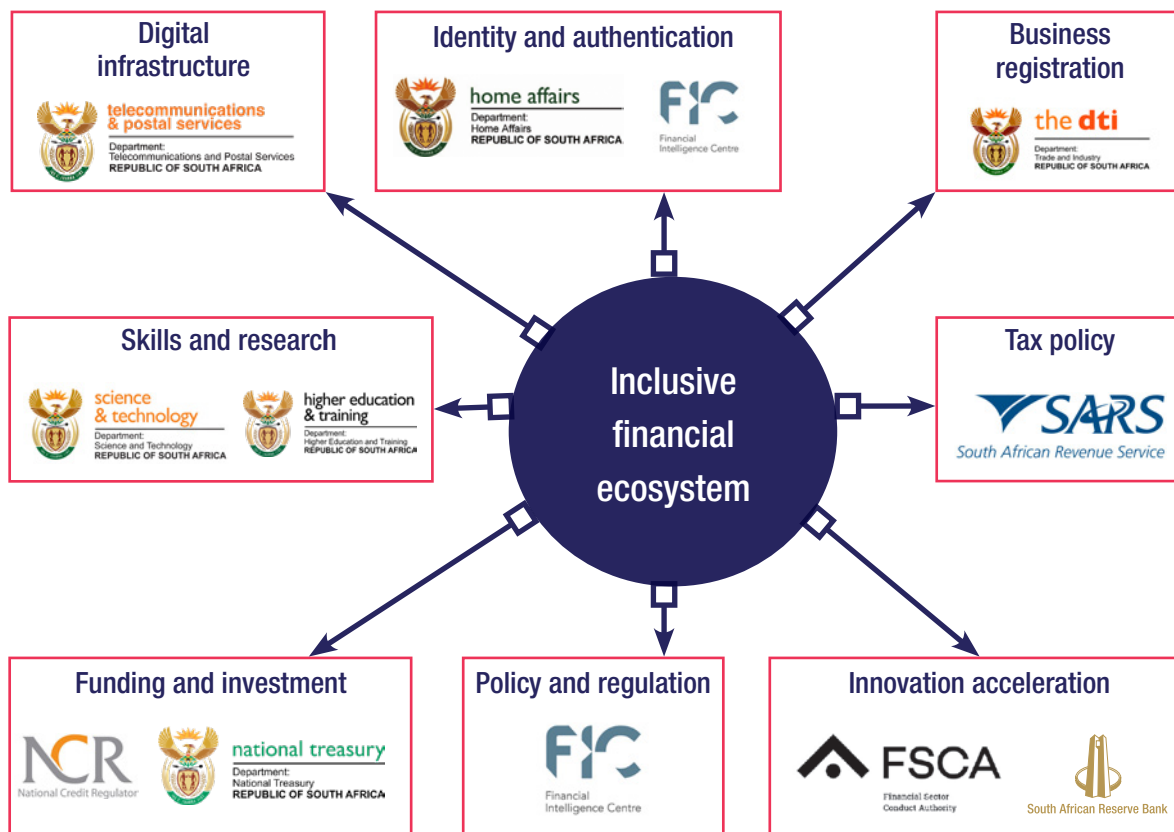 Digital
infrastructure
telecommunications
& postal services
Department:
Telecommunications and Postal Services
REPUBLIC OF SOUTH AFRICA
Identity and authentication
home affairs
Department:
Home Affairs
REPUBLIC OF SOUTH AFRICA
FIC
Financial
Intelligence Centre
Business
registration
the dti
Department:
Trade and Industry
REPUBLIC OF SOUTH AFRICA
Skills and research
science
& technology
Department:
Science and Technology
REPUBLIC OF SOUTH AFRICA
higher education
& training
Department:
Higher Education and Training
REPUBLIC OF SOUTH AFRICA
Inclusive
financial
ecosystem
Tax policy
SARS
South African Revenue Service
Funding and investment
NCR
National Credit Regulator
national treasury
Department:
National Treasury
REPUBLIC OF SOUTH AFRICA
Policy and regulation
FIC
Financial
Intelligence Centre
Innovation acceleration
FSCA
Financial Sector
Conduct Authority
South African Reserve Bank